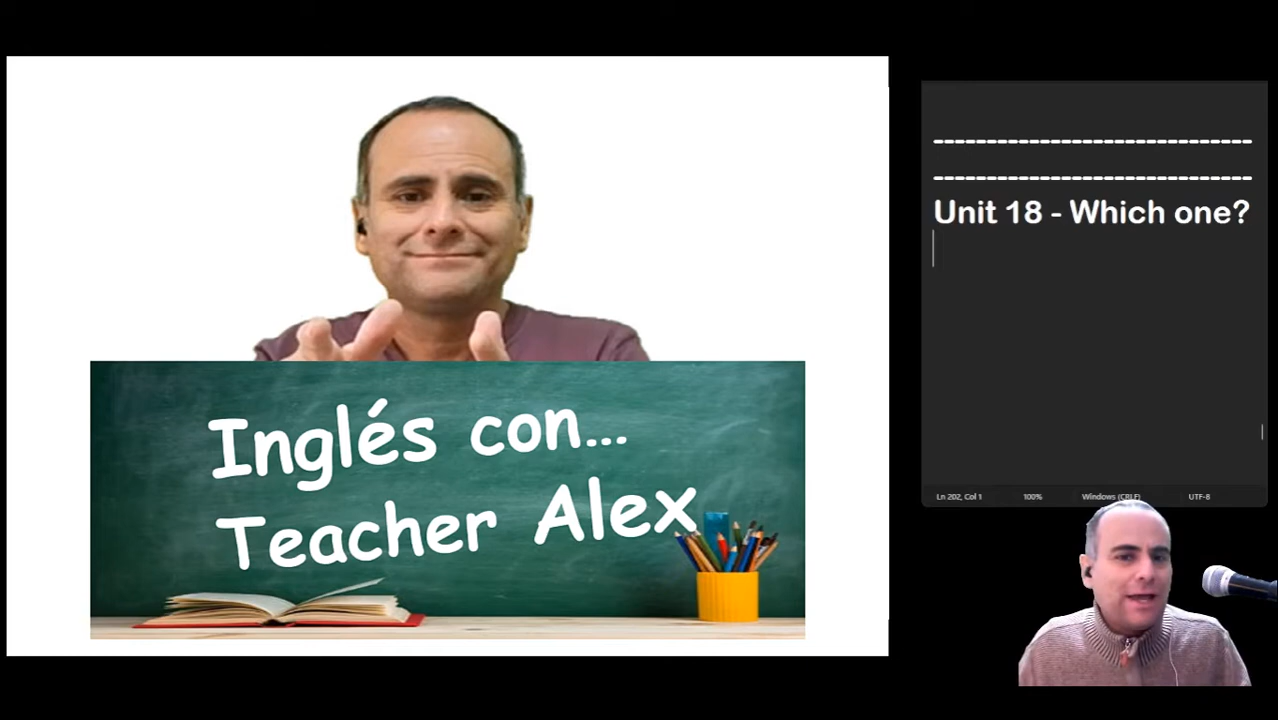 Inglés con...
Teacher Alex
------------------------------
------------------------------
Unit 18 - Which one?
Ln 202, Col 1 100% Windows (CRLF) UTF-8